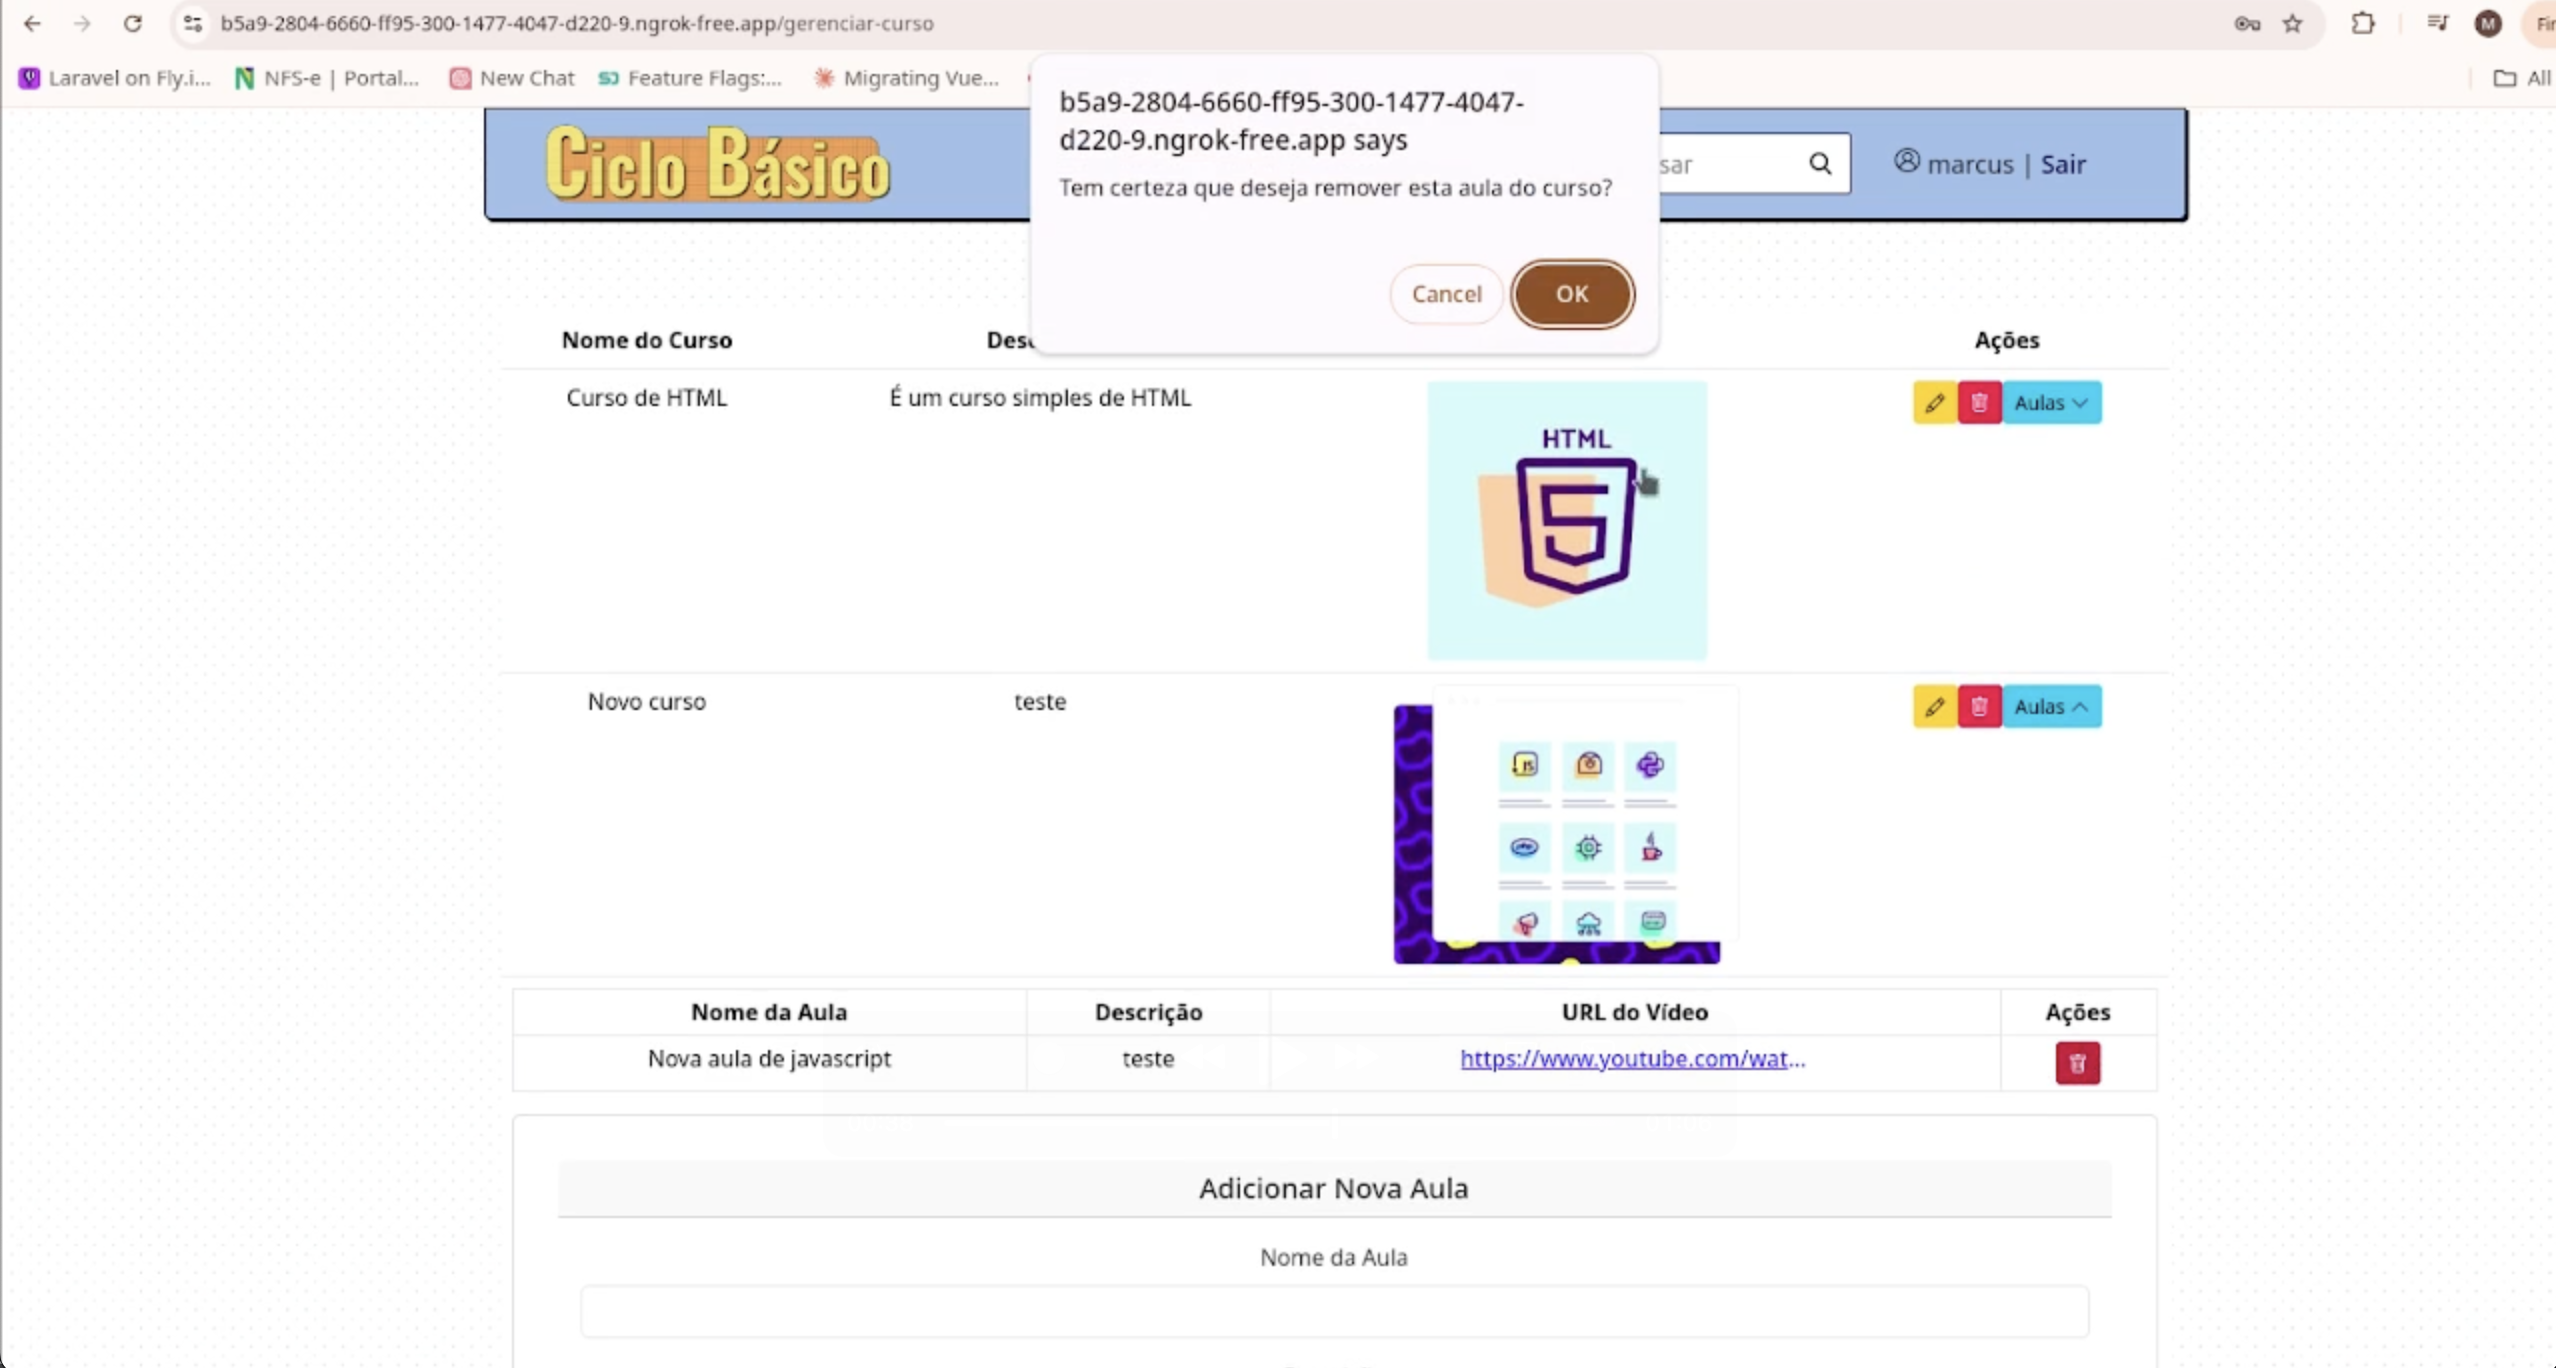 b5a9-2804-6660-ff95-300-1477-4047-d220-9.ngrok-free.app/gerenciar-curso
M
Laravel on Fly.i...
NFS-e | Portal...
New Chat
Feature Flags:...
Migrating Vue...
All
b5a9-2804-6660-ff95-300-1477-4047-
d220-9.ngrok-free.app says
Tem certeza que deseja remover esta aula do curso?
Cancel
OK
Ciclo Básico
sar
marcus | Sair
Nome do Curso
Desc
Ações
Curso de HTML
É um curso simples de HTML
HTML
5
Aulas
Novo curso
teste
JS
php
Aulas
Nome da Aula
Descrição
URL do Vídeo
Ações
Nova aula de javascript
teste
https://www.youtube.com/wat...
Adicionar Nova Aula
Nome da Aula